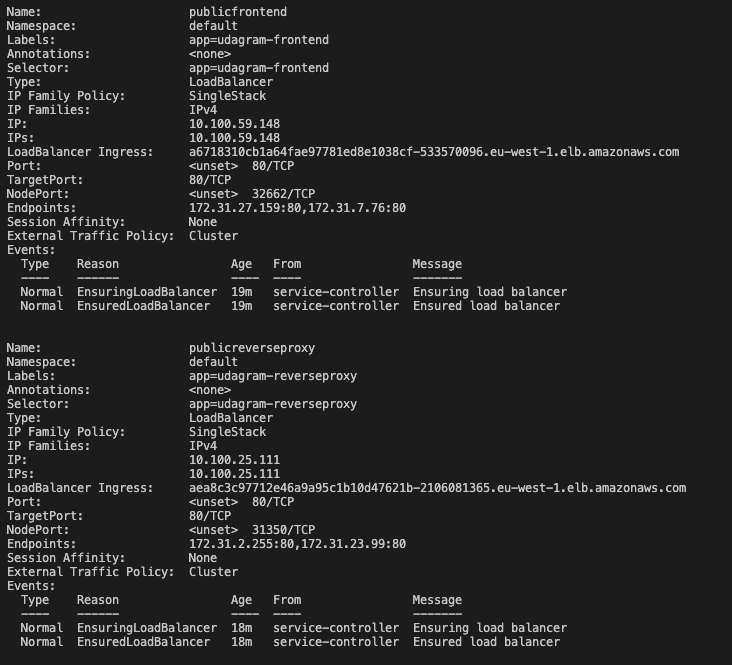 Name:                     publicfrontend
Namespace:                default
Labels:                   app=udagram-frontend
Annotations:              <none>
Selector:                 app=udagram-frontend
Type:                     LoadBalancer
IP Family Policy:         SingleStack
IP Families:              IPv4
IP:                       10.100.59.148
IPs:                      10.100.59.148
LoadBalancer Ingress:     a6718310cb1a64fae97781ed8e1038cf-533570096.eu-west-1.elb.amazonaws.com
Port:                     <unset>  80/TCP
TargetPort:               80/TCP
NodePort:                 <unset>  32662/TCP
Endpoints:                172.31.27.159:80,172.31.7.76:80
Session Affinity:         None
External Traffic Policy:  Cluster
Events:
  Type    Reason                Age   From                Message
  ----    ------                ----  ----                -------
  Normal  EnsuringLoadBalancer  19m   service-controller  Ensuring load balancer
  Normal  EnsuredLoadBalancer   19m   service-controller  Ensured load balancer
Name:                     publicreverseproxy
Namespace:                default
Labels:                   app=udagram-reverseproxy
Annotations:              <none>
Selector:                 app=udagram-reverseproxy
Type:                     LoadBalancer
IP Family Policy:         SingleStack
IP Families:              IPv4
IP:                       10.100.25.111
IPs:                      10.100.25.111
LoadBalancer Ingress:     aea8c3c97712e46a9a95c1b10d47621b-2106081365.eu-west-1.elb.amazonaws.com
Port:                     <unset>  80/TCP
TargetPort:               80/TCP
NodePort:                 <unset>  31350/TCP
Endpoints:                172.31.2.255:80,172.31.23.99:80
Session Affinity:         None
External Traffic Policy:  Cluster
Events:
  Type    Reason                Age   From                Message
  ----    ------                ----  ----                -------
  Normal  EnsuringLoadBalancer  18m   service-controller  Ensuring load balancer
  Normal  EnsuredLoadBalancer   18m   service-controller  Ensured load balancer